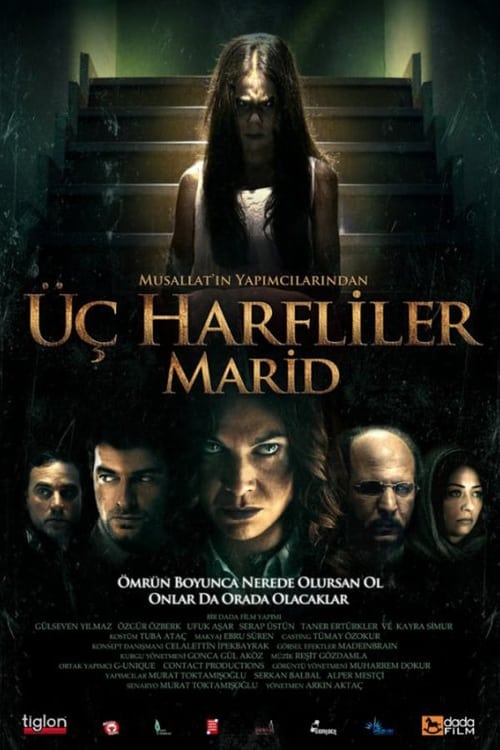 MUSALLAT'IN YAPIMCILARINDAN
ÜÇ HARFLİLER
MARİD
ÖMRÜN BOYUNCA NEREDE OLURSAN OL
ONLAR DA ORADA OLACAKLAR
BİR DADA FİLM YAPIMI
GÜLSEVEN YILMAZ ÖZGÜR ÖZBERK UFUK AŞAR SERAP ÜSTÜN TANER ERTÜRKLER VE KAYRA SİMUR
KOSTÜM TUBA ATAÇ MAKYAJ EBRU SÜREN CASTING TÜMAY ÖZOKUR
KONSEPT DANIŞMANI CELALETTİN İPEKBAYRAK GÖRSEL EFEKTLER MADEINBRAIN
KURGU YÖNETMENİ GONCA GÜL AKÖZ MÜZİK REŞİT GÖZDAMLA
ORTAK YAPIMCI G-UNIQUE CONTACT PRODUCTIONS GÖRÜNTÜ YÖNETMENİ MUHARREM DOKUR
YAPIMCILAR MURAT TOKTAMIŞOĞLU SERKAN BALBAL ALPER MESTÇİ
SENARYO MURAT TOKTAMIŞOĞLU YÖNETMEN ARKIN AKTAÇ
tiglon
dada
FİLM